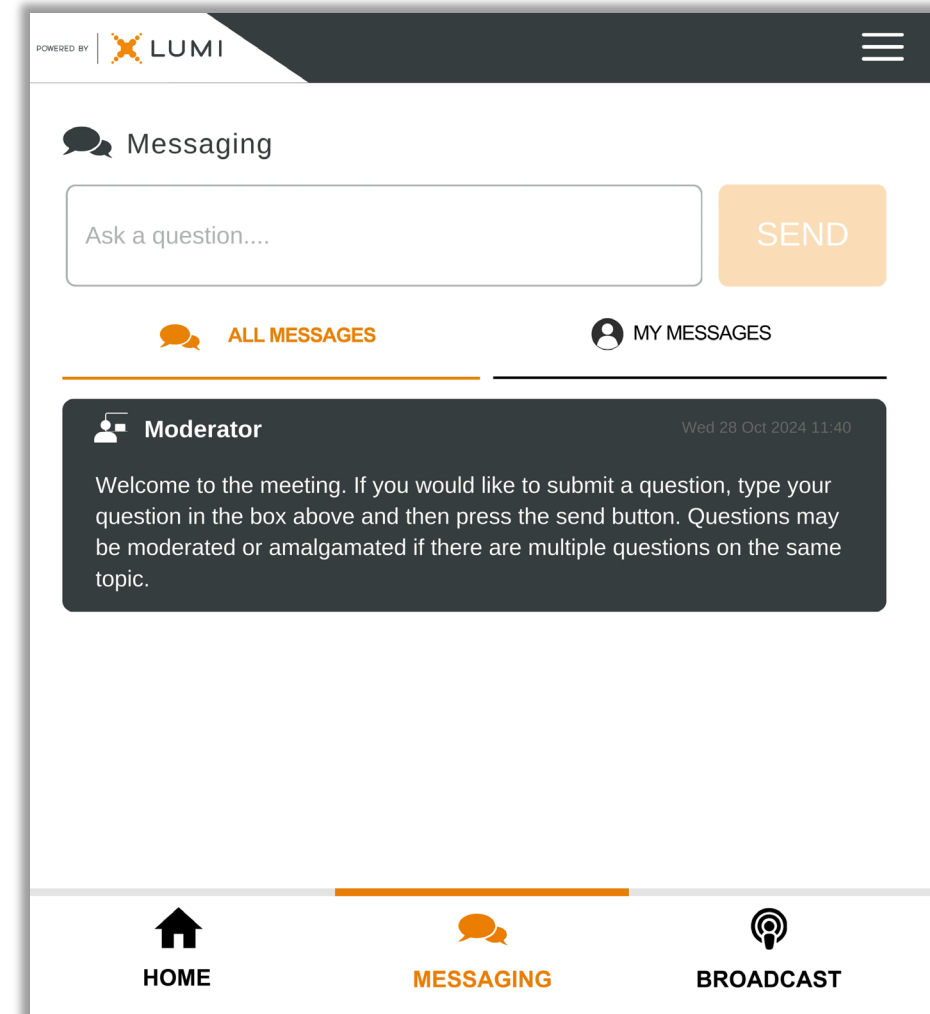 POWERED BY LUMI
Messaging
Ask a question....
SEND
ALL MESSAGES
MY MESSAGES
Moderator
Wed 28 Oct 2024 11:40
Welcome to the meeting. If you would like to submit a question, type your
question in the box above and then press the send button. Questions may
be moderated or amalgamated if there are multiple questions on the same
topic.
HOME
MESSAGING
BROADCAST